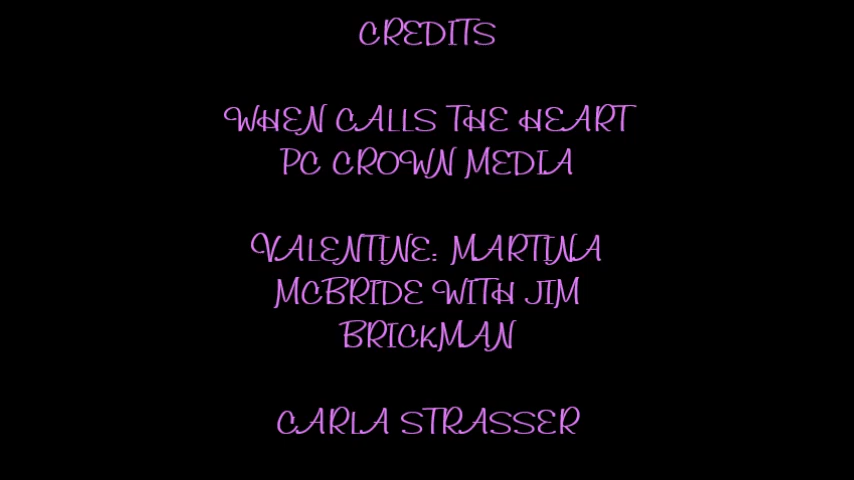 CREDITS
WHEN CALLS THE HEART
PC CROWN MEDIA
VALENTINE: MARTINA
MCBRIDE WITH JIM
BRICKMAN
CARLA STRASSER